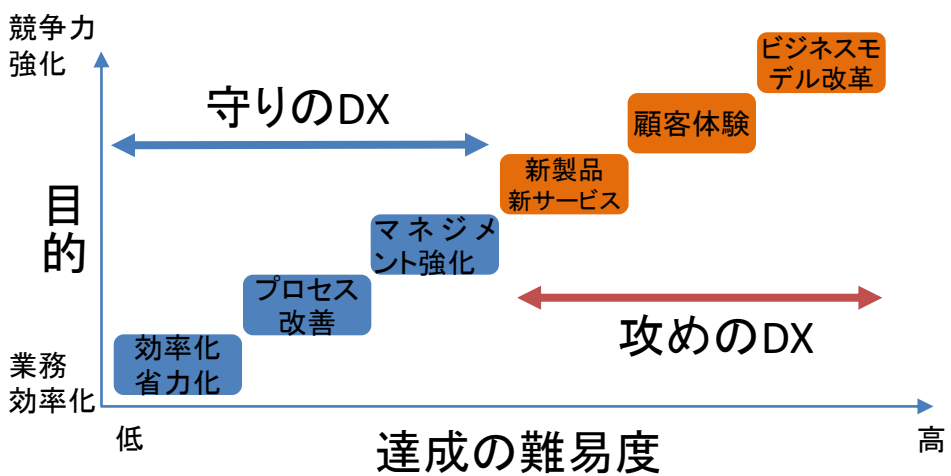 競争力
強化
守りのDX
ビジネスモ
デル改革
顧客体験
新製品
新サービス
目
的
マネジメ
ント強化
プロセス
改善
攻めのDX
効率化
省力化
業務
効率化
低
達成の難易度
高